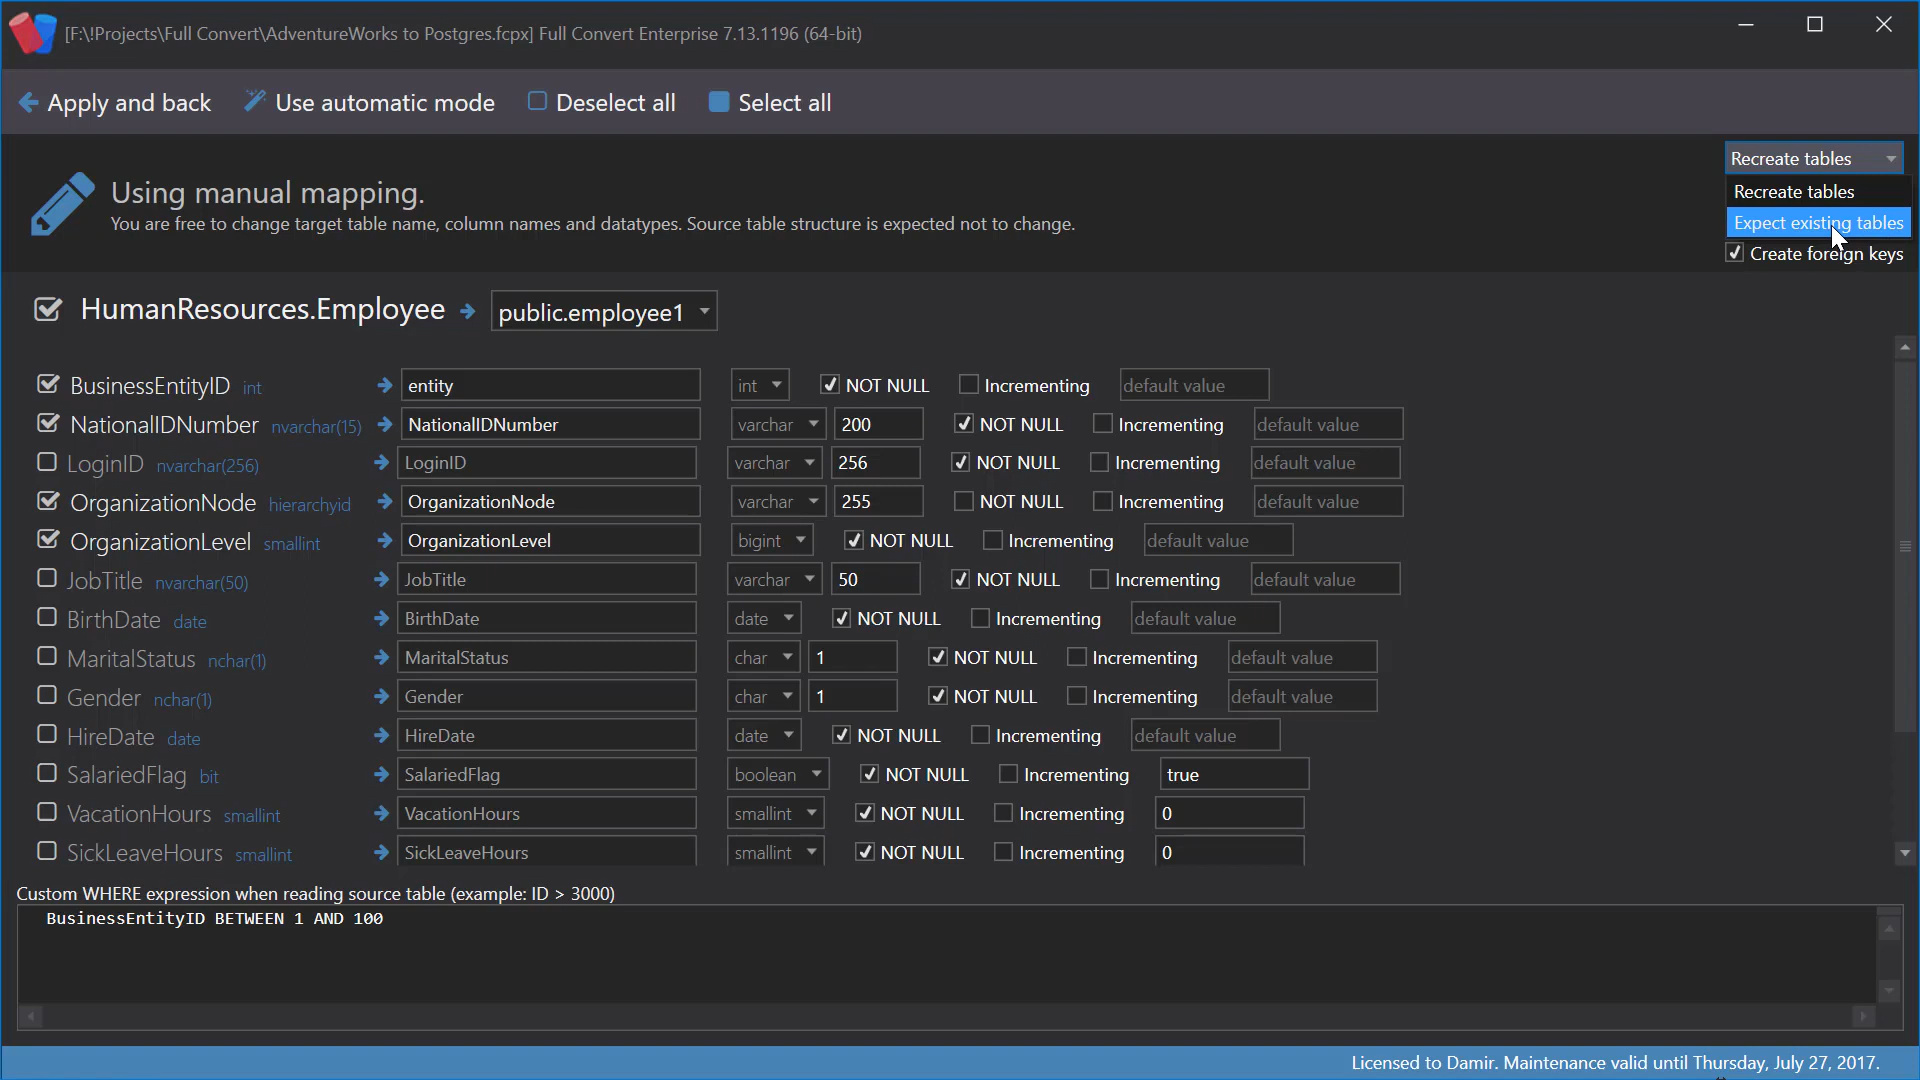 [F:\!Projects\Full Convert\AdventureWorks to Postgres.fcpx] Full Convert Enterprise 7.13.1196 (64-bit)
Apply and back Use automatic mode Deselect all Select all
Recreate tables
Recreate tables
Expect existing tables
Create foreign keys
Using manual mapping.
You are free to change target table name, column names and datatypes. Source table structure is expected not to change.
HumanResources.Employee public.employee1
BusinessEntityID int entity int NOT NULL Incrementing default value
NationalIDNumber nvarchar(15) NationalIDNumber varchar 200 NOT NULL Incrementing default value
LoginID nvarchar(256) LoginID varchar 256 NOT NULL Incrementing default value
OrganizationNode hierarchyid OrganizationNode varchar 255 NOT NULL Incrementing default value
OrganizationLevel smallint OrganizationLevel bigint NOT NULL Incrementing default value
JobTitle nvarchar(50) JobTitle varchar 50 NOT NULL Incrementing default value
BirthDate date BirthDate date NOT NULL Incrementing default value
MaritalStatus nchar(1) MaritalStatus char 1 NOT NULL Incrementing default value
Gender nchar(1) Gender char 1 NOT NULL Incrementing default value
HireDate date HireDate date NOT NULL Incrementing default value
SalariedFlag bit SalariedFlag boolean NOT NULL Incrementing true
VacationHours smallint VacationHours smallint NOT NULL Incrementing 0
SickLeaveHours smallint SickLeaveHours smallint NOT NULL Incrementing 0
Custom WHERE expression when reading source table (example: ID > 3000)
BusinessEntityID BETWEEN 1 AND 100
Licensed to Damir. Maintenance valid until Thursday, July 27, 2017.